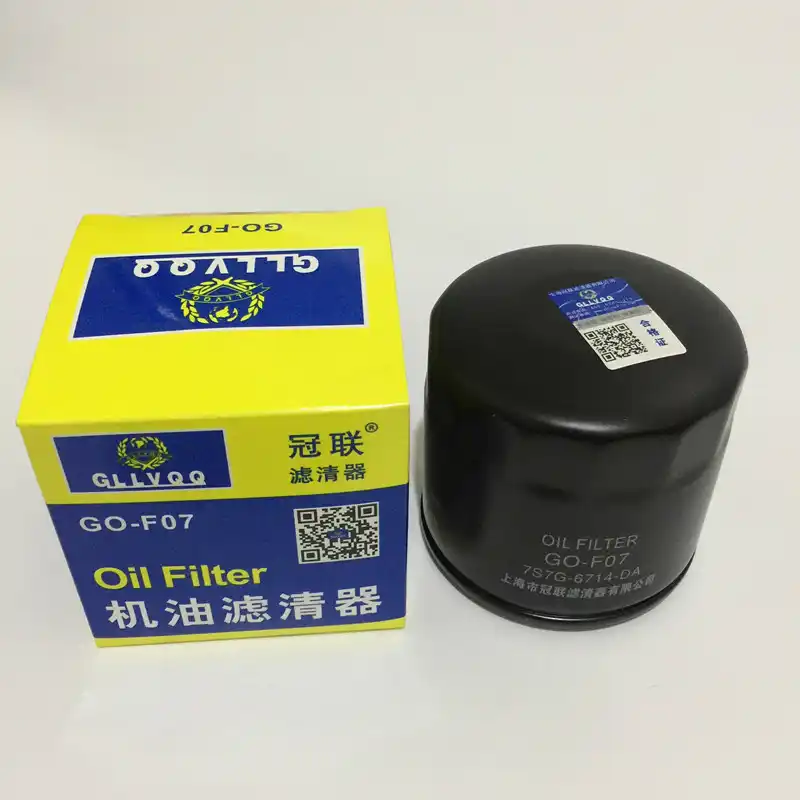 GO-F07
GLLVQQ
GLLVQQ
GLLVQQ
冠联®
滤清器
GO-F07
Oil Filter
机油滤清器
GLLVQQ
合格证
OIL FILTER
GO-F07
7S7G-6714-DA
上海市冠联滤清器有限公司